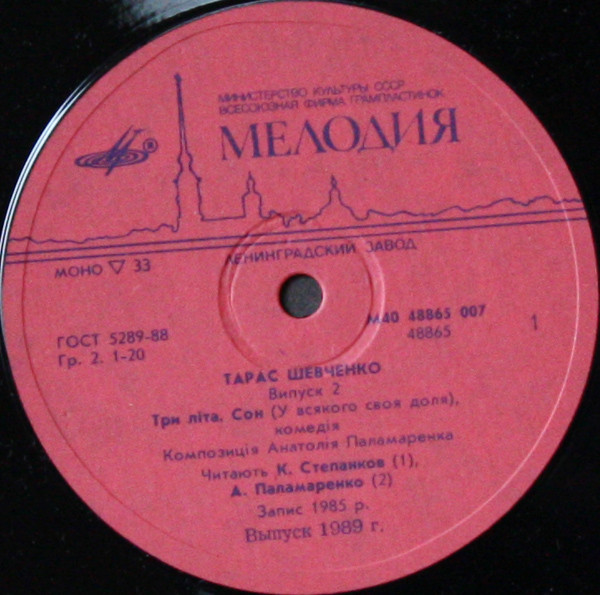 МИНИСТЕРСТВО КУЛЬТУРЫ СССР
ВСЕСОЮЗНАЯ ФИРМА ГРАМПЛАСТИНОК
МЕЛОДИЯ
ЛЕНИНГРАДСКИЙ ЗАВОД
МОНО ▽ 33
ГОСТ 5289-88
Гр. 2. 1-20
М40 48865 007
48865
1
ТАРАС ШЕВЧЕНКО
Випуск 2
Три літа, Сон (У всякого своя доля),
комедія
Композиція Анатолія Паламаренка
Читають К. Степанков (1),
А. Паламаренко (2)
Запис 1985 р.
Выпуск 1989 г.